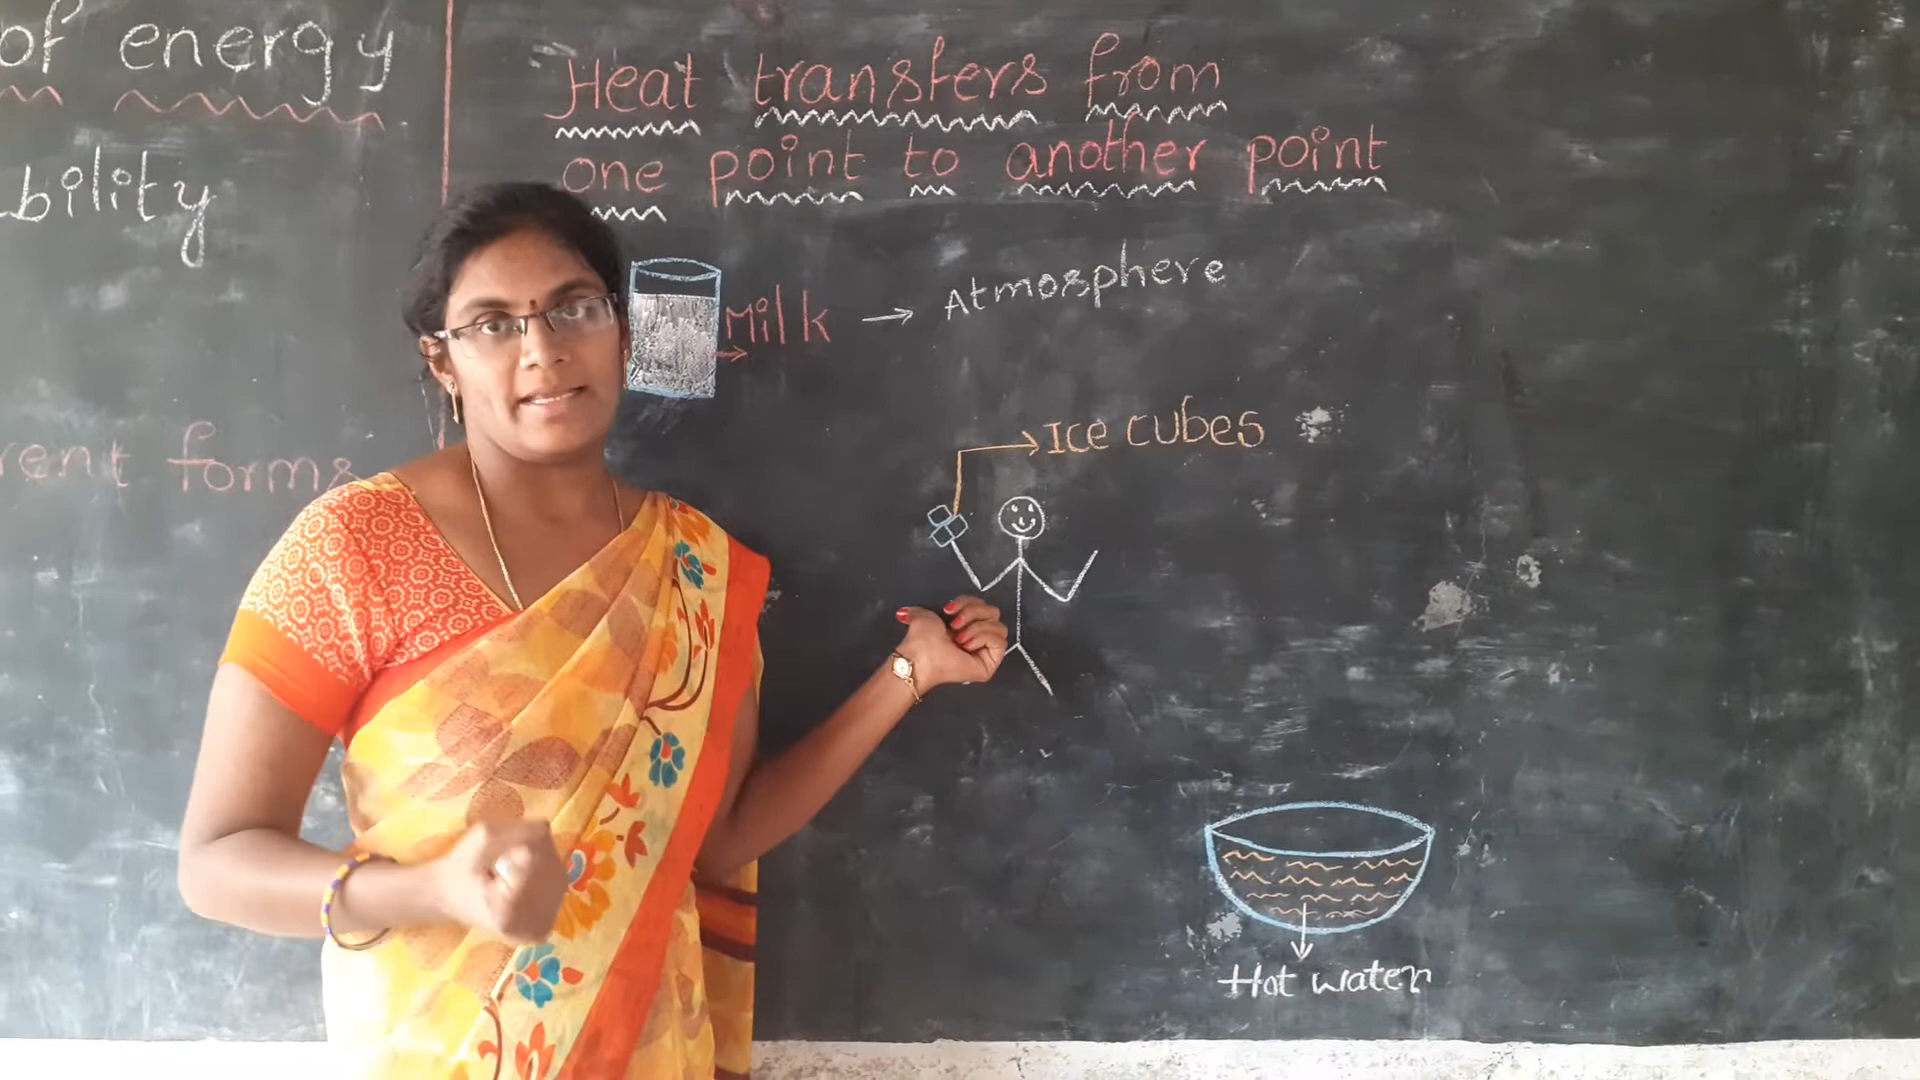 of energy
bility
rent forms
Heat transfers from
one point to another point
Milk → Atmosphere
Ice cubes
Hot water